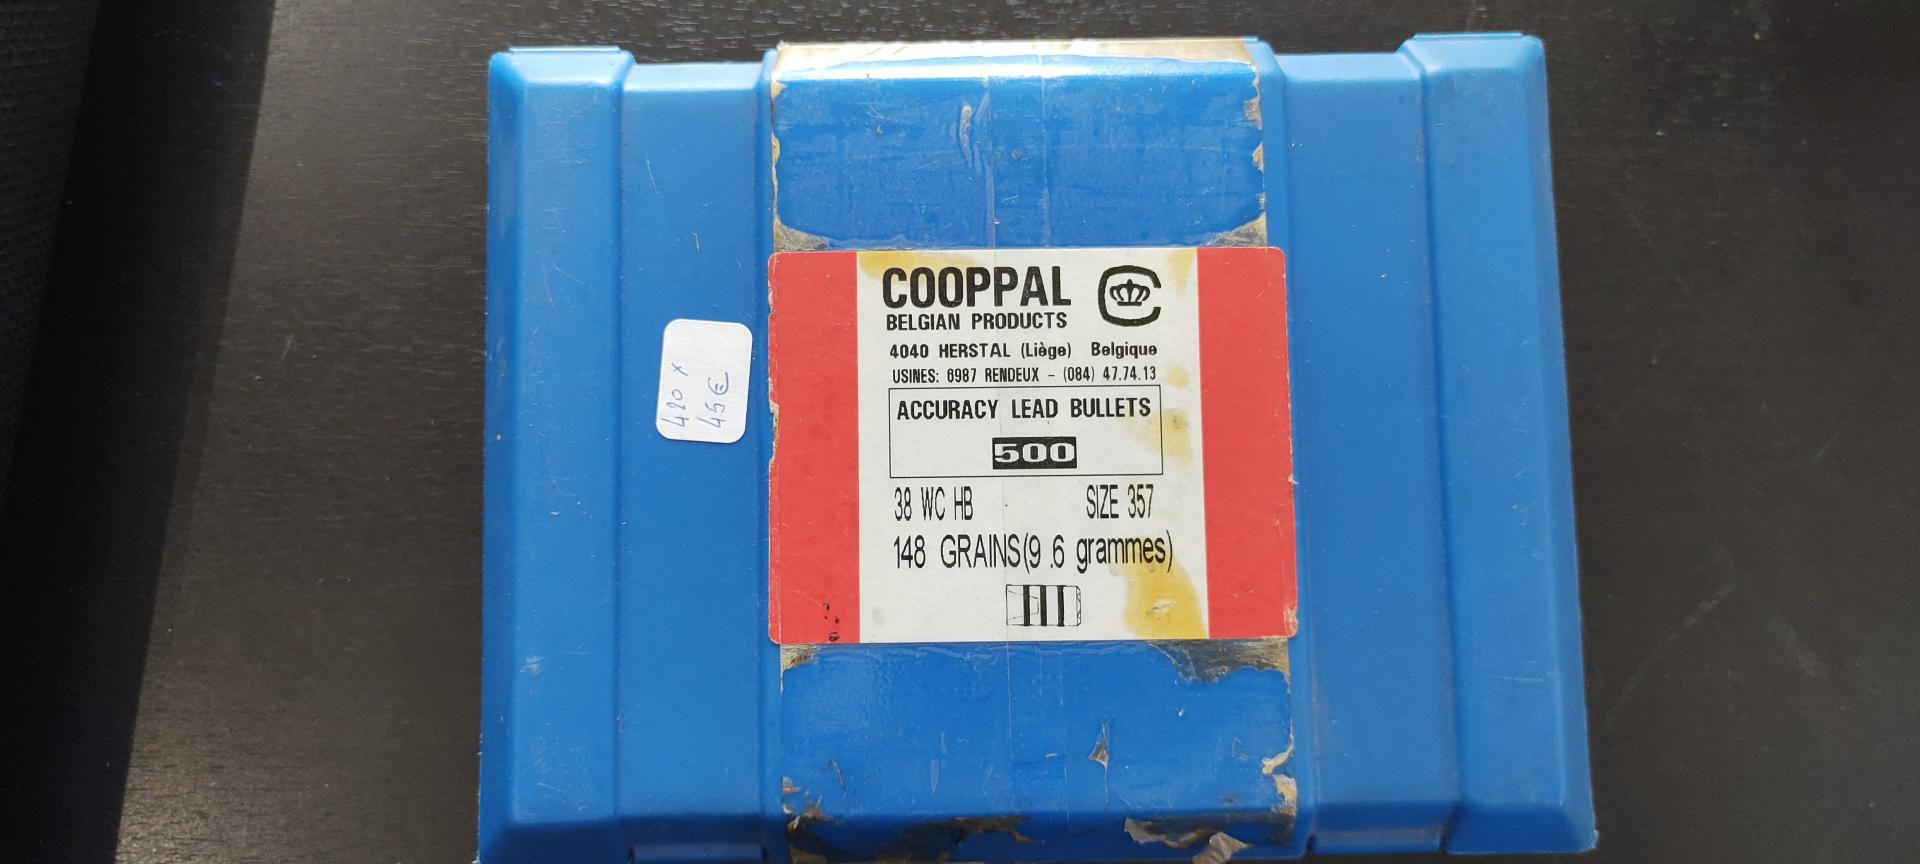 COOPPAL
BELGIAN PRODUCTS
4040 HERSTAL (Liège) Belgique
USINES: 6987 RENDEUX - (084) 47.74.13
ACCURACY LEAD BULLETS
500
38 WC HB SIZE 357
148 GRAINS(9 .6 grammes)
420 x
45€